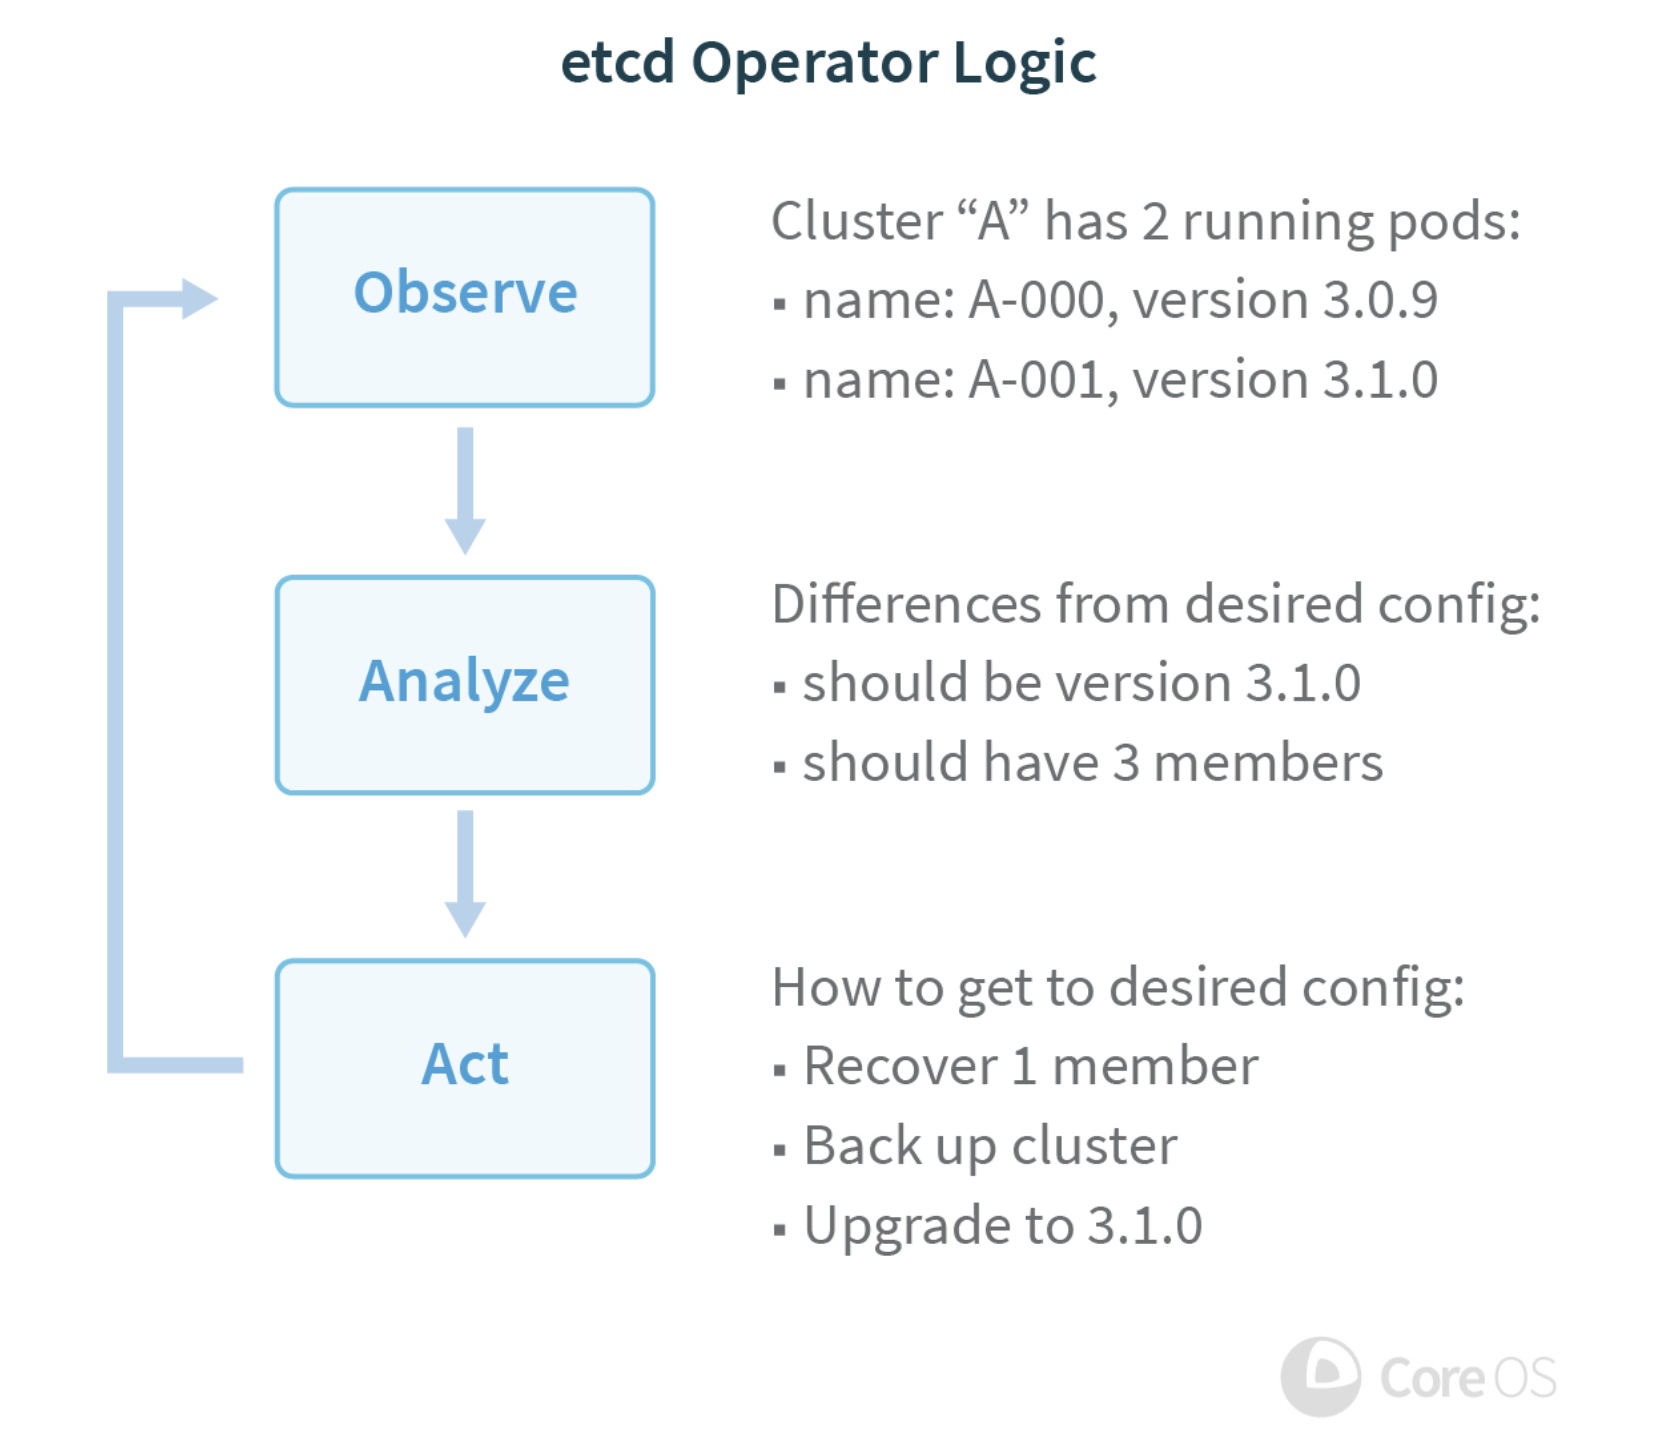 etcd Operator Logic
Observe
Cluster “A” has 2 running pods:
▪ name: A-000, version 3.0.9
▪ name: A-001, version 3.1.0
Analyze
Differences from desired config:
▪ should be version 3.1.0
▪ should have 3 members
Act
How to get to desired config:
▪ Recover 1 member
▪ Back up cluster
▪ Upgrade to 3.1.0
Core OS